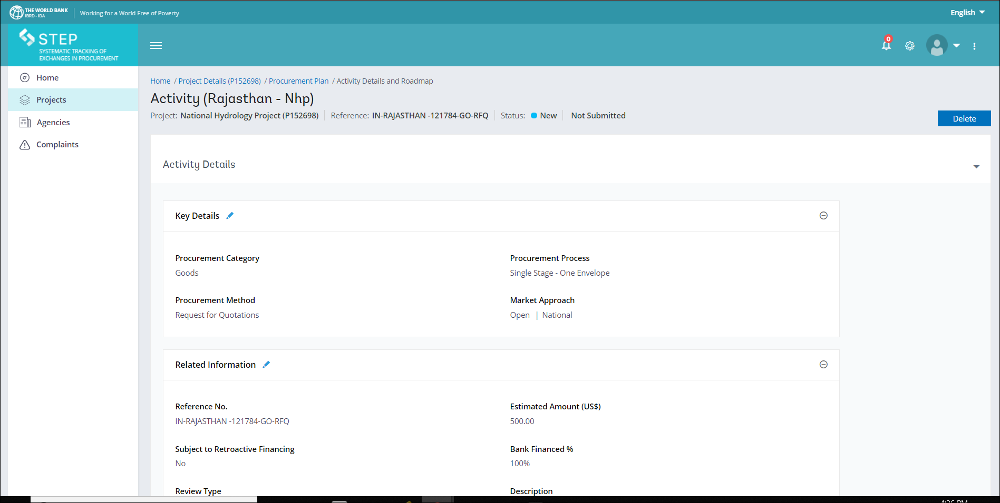 THE WORLD BANK
IBRD - IDA
Working for a World Free of Poverty
English
STEP
SYSTEMATIC TRACKING OF
EXCHANGES IN PROCUREMENT
0
Home
Projects
Agencies
Complaints
Home / Project Details (P152698) / Procurement Plan / Activity Details and Roadmap
Activity (Rajasthan - Nhp)
Project: National Hydrology Project (P152698) Reference: IN-RAJASTHAN -121784-GO-RFQ Status: New Not Submitted
Delete
Activity Details
Key Details
Procurement Category Procurement Process
Goods Single Stage - One Envelope
Procurement Method Market Approach
Request for Quotations Open | National
Related Information
Reference No. Estimated Amount (US$)
IN-RAJASTHAN -121784-GO-RFQ 500.00
Subject to Retroactive Financing Bank Financed %
No 100%
Review Type Description